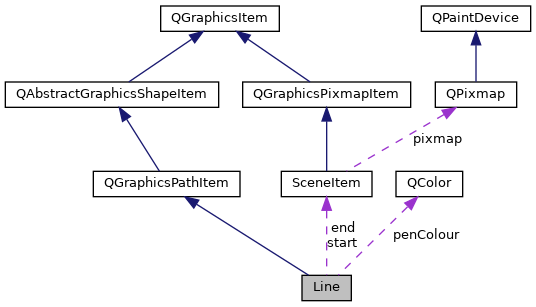 QGraphicsItem
QPaintDevice
QAbstractGraphicsShapeItem
QGraphicsPixmapItem
QPixmap
pixmap
QGraphicsPathItem
SceneItem
QColor
end
start
penColour
Line